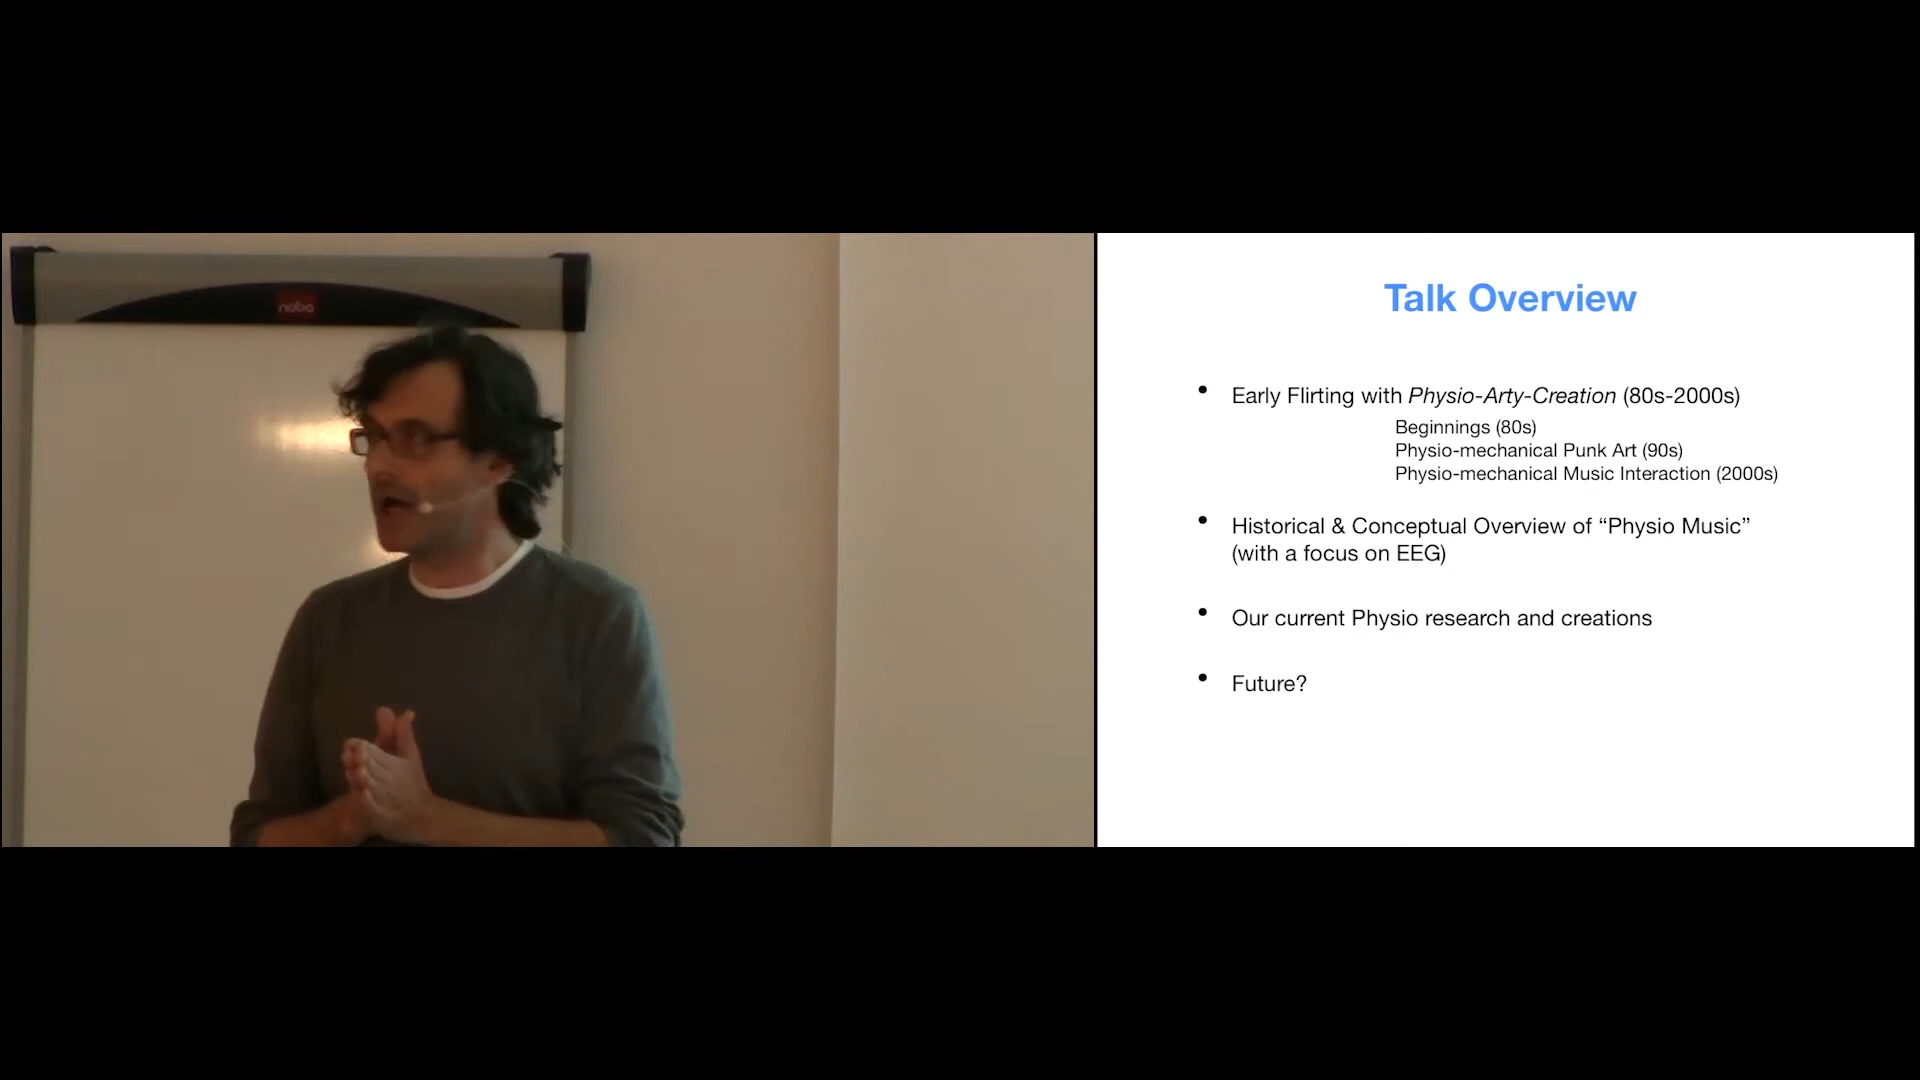 nobo
Talk Overview
• Early Flirting with Physio-Arty-Creation (80s-2000s)
Beginnings (80s)
Physio-mechanical Punk Art (90s)
Physio-mechanical Music Interaction (2000s)
• Historical & Conceptual Overview of “Physio Music”
(with a focus on EEG)
• Our current Physio research and creations
• Future?